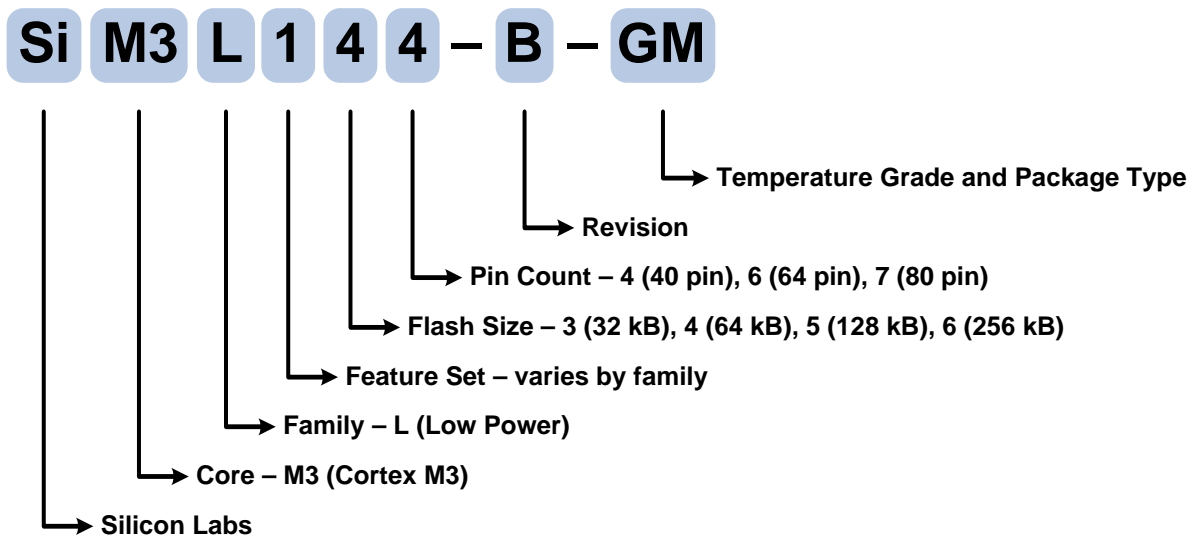 Si M3 L 1 4 4 – B – GM
Temperature Grade and Package Type
Revision
Pin Count – 4 (40 pin), 6 (64 pin), 7 (80 pin)
Flash Size – 3 (32 kB), 4 (64 kB), 5 (128 kB), 6 (256 kB)
Feature Set – varies by family
Family – L (Low Power)
Core – M3 (Cortex M3)
Silicon Labs